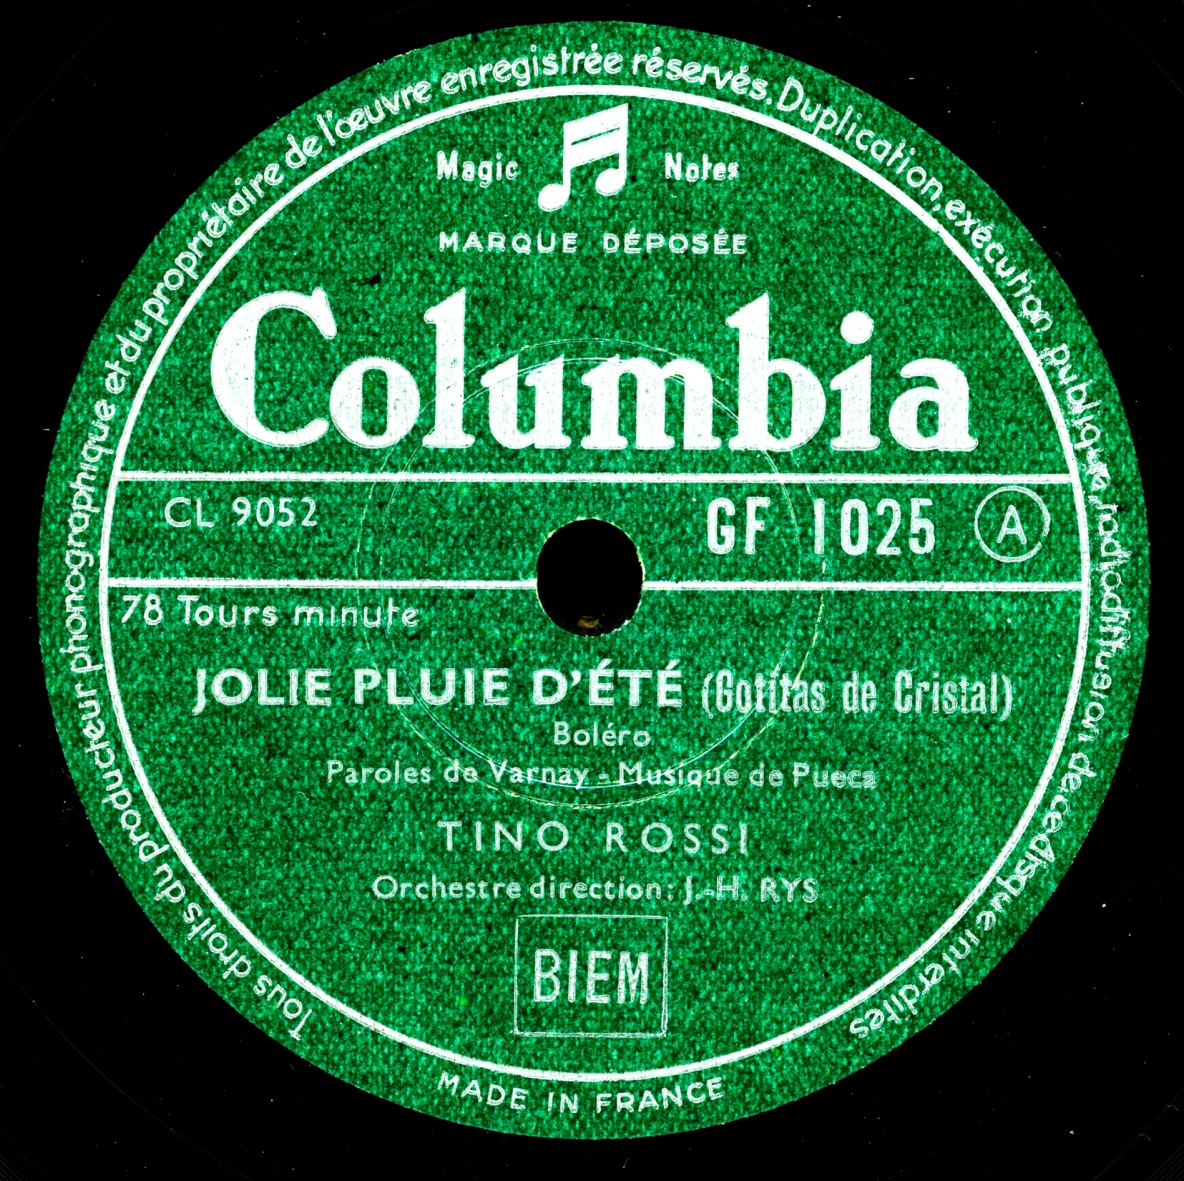 Tous droits du producteur phonographique et du propriétaire de l'œuvre enregistrée réservés. Duplication, exécution publique, radiodiffusion de ce disque interdites
Magic Notes
MARQUE DÉPOSÉE
Columbia
CL 9052 GF 1025 A
78 Tours minute
JOLIE PLUIE D'ÉTÉ (Gotitas de Cristal)
Boléro
Paroles de Varnay - Musique de Pueca
TINO ROSSI
Orchestre direction: J.-H. RYS
BIEM
MADE IN FRANCE